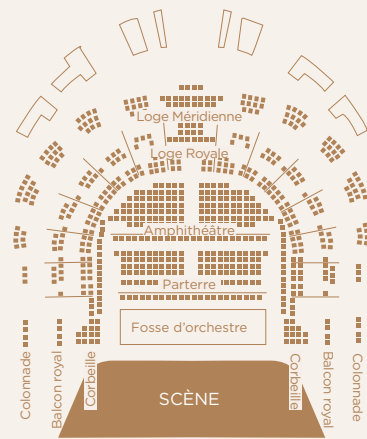 Loge Méridienne
Loge Royale
Amphithéâtre
Parterre
Fosse d'orchestre
SCÈNE
Colonnade
Balcon royal
Corbeille
Corbeille
Balcon royal
Colonnade